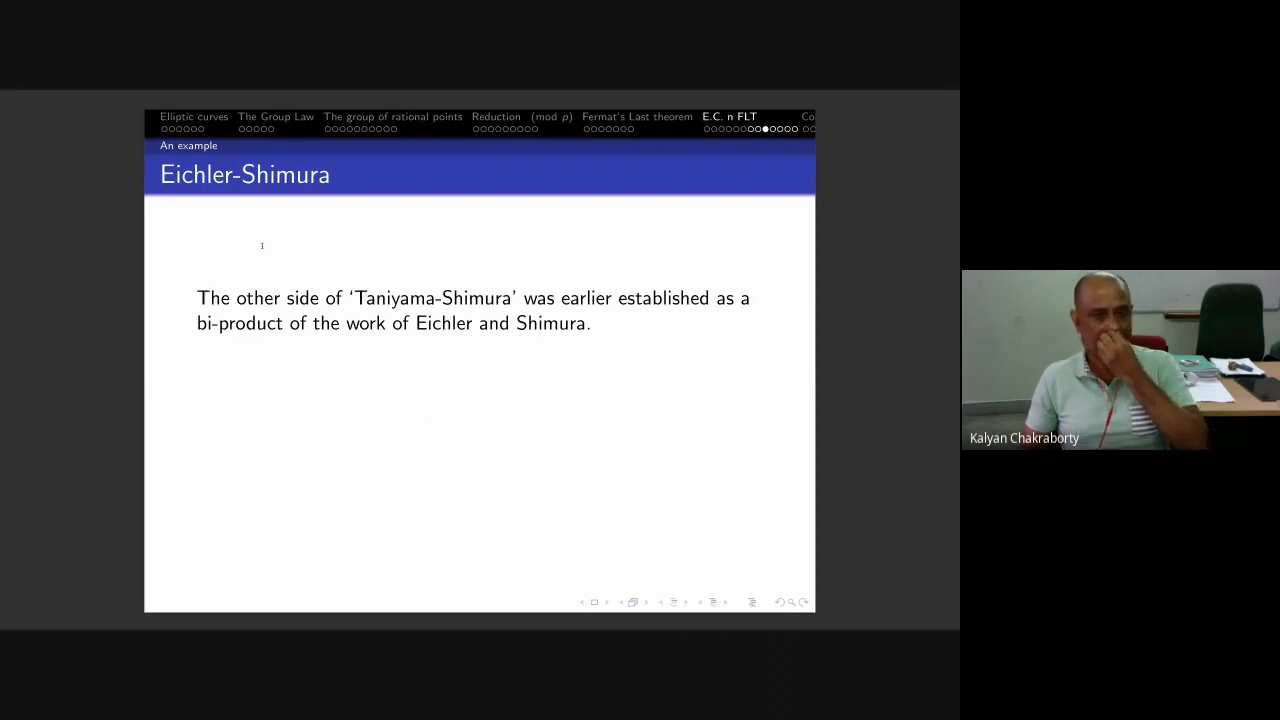 Elliptic curves The Group Law The group of rational points Reduction (mod p) Fermat's Last theorem E.C. n FLT Co
An example
Eichler-Shimura
The other side of ‘Taniyama-Shimura’ was earlier established as a
bi-product of the work of Eichler and Shimura.
Kalyan Chakraborty